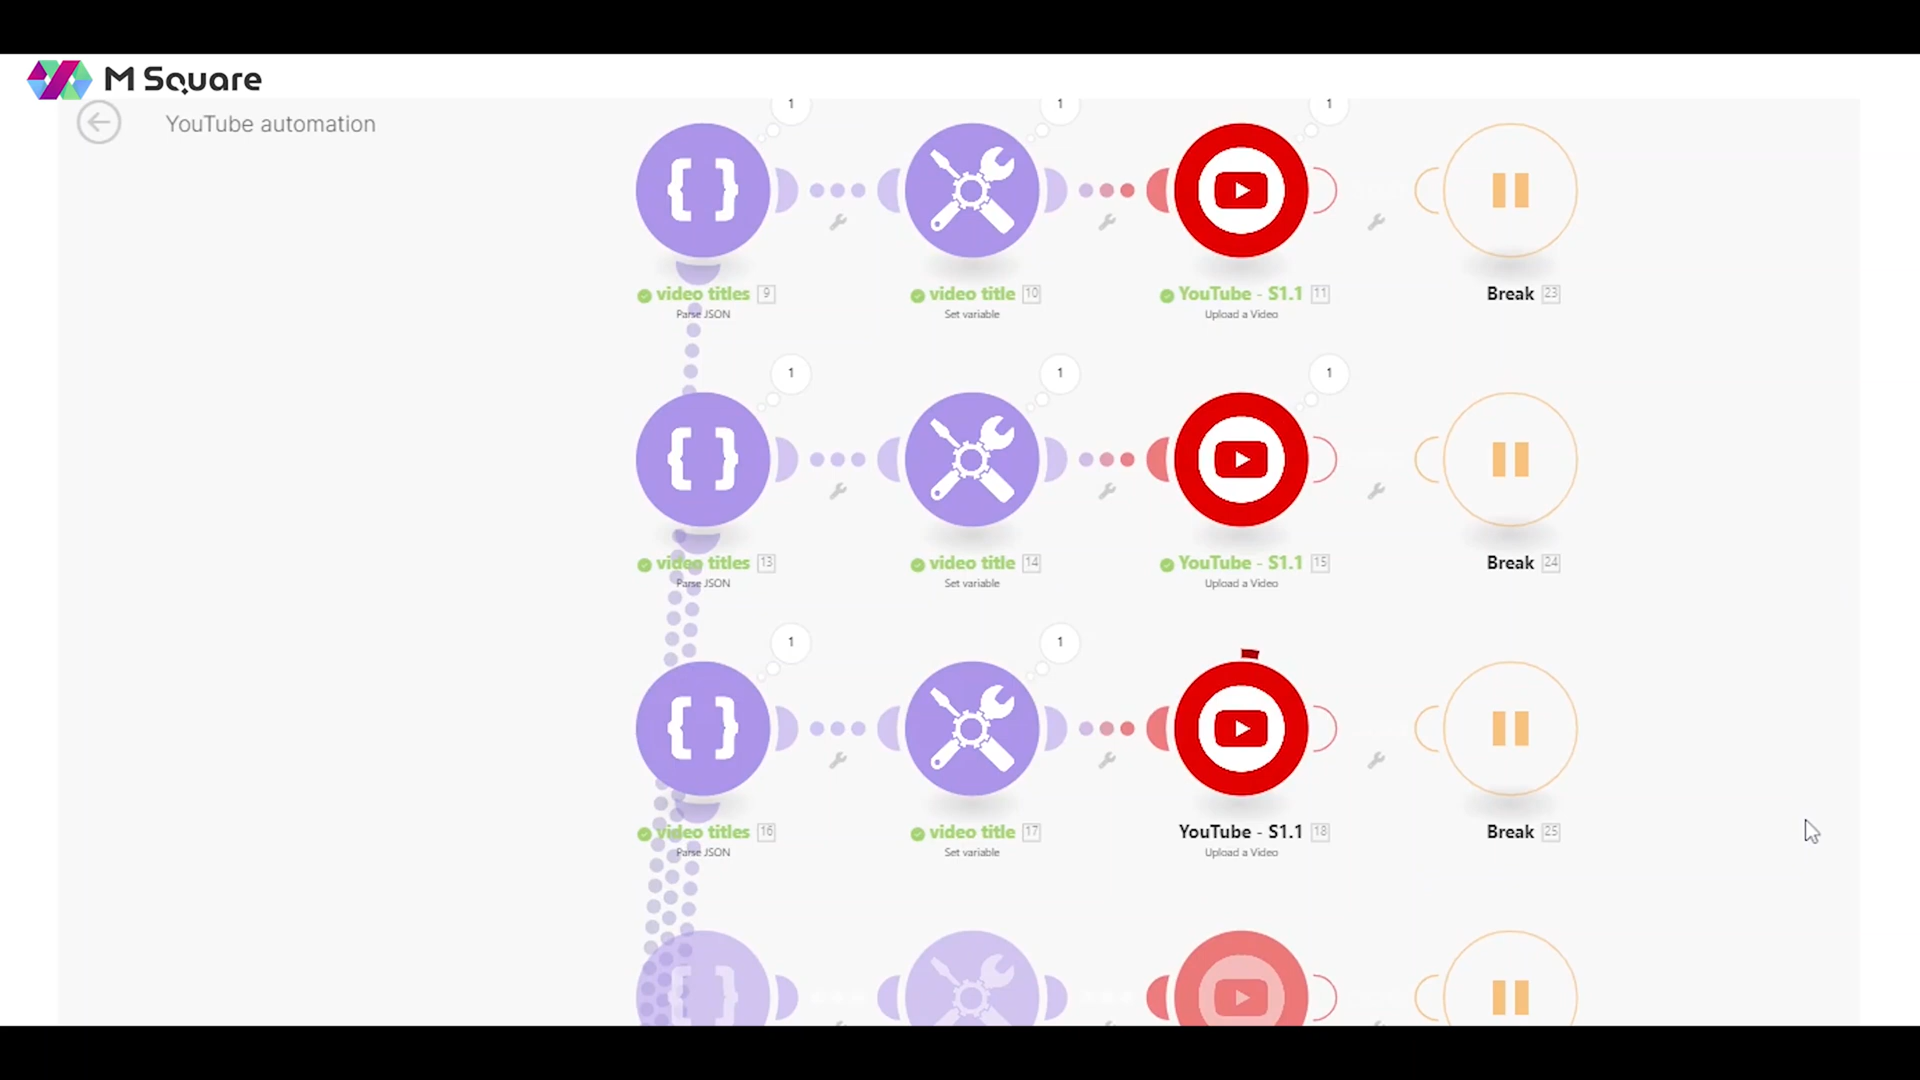 M Square
YouTube automation
1 1 1
video titles 9 video title 10 YouTube - S1.1 11 Break 23
Parse JSON Set variable Upload a Video
1 1 1
video titles 13 video title 14 YouTube - S1.1 15 Break 24
Parse JSON Set variable Upload a Video
1 1
video titles 16 video title 17 YouTube - S1.1 18 Break 25
Parse JSON Set variable Upload a Video